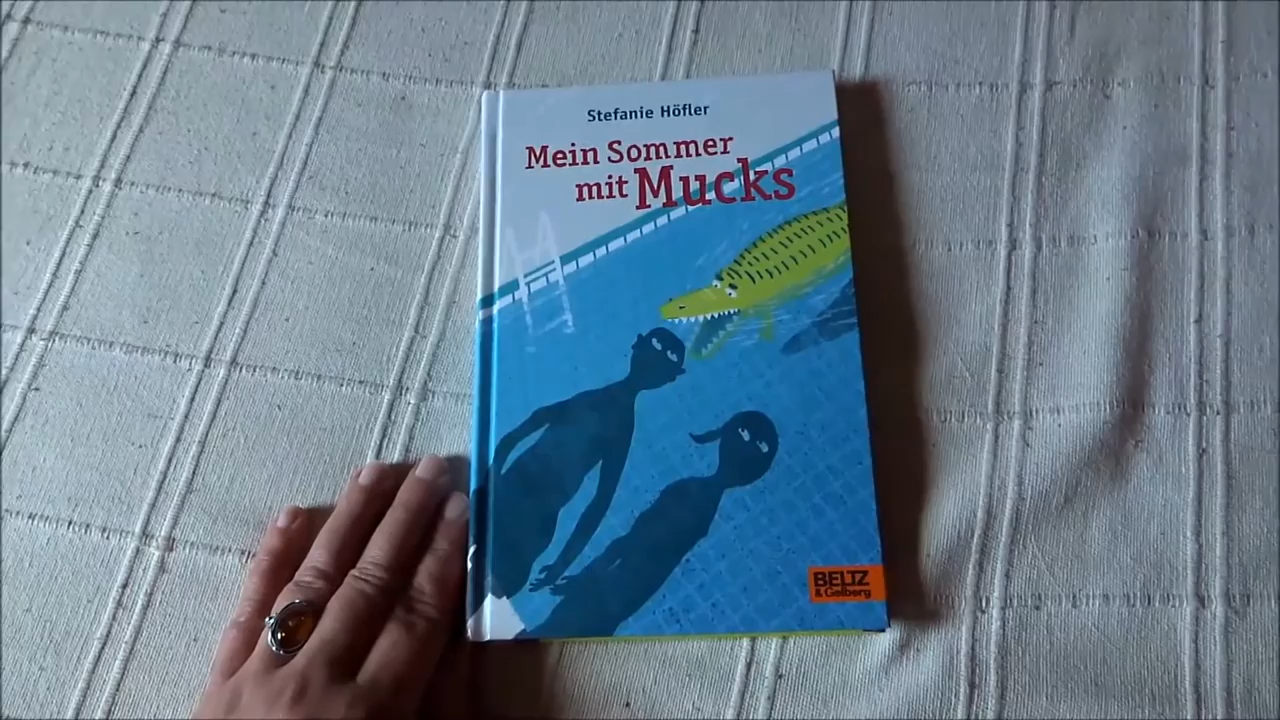 Stefanie Höfler
Mein Sommer
mit Mucks
BELTZ
& Gelberg